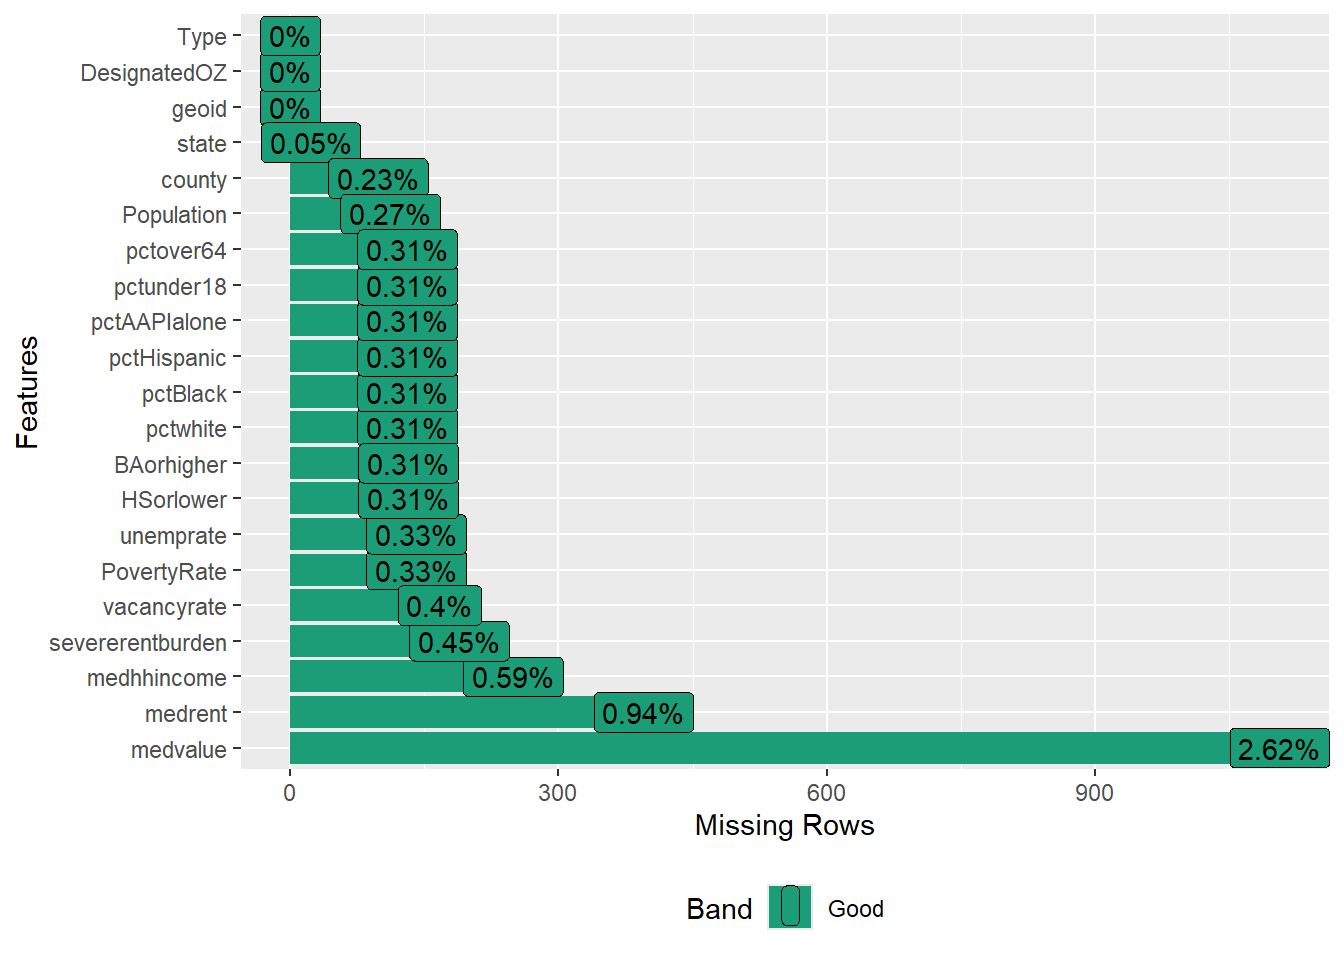 Type 0%
DesignatedOZ 0%
geoid 0%
state 0.05%
county 0.23%
Population 0.27%
pctover64 0.31%
pctunder18 0.31%
pctAAPIalone 0.31%
pctHispanic 0.31%
pctBlack 0.31%
pctwhite 0.31%
BAorhigher 0.31%
HSorlower 0.31%
unemprate 0.33%
PovertyRate 0.33%
vacancyrate 0.4%
severerentburden 0.45%
medhhincome 0.59%
medrent 0.94%
medvalue 2.62%
Features
0 300 600 900
Missing Rows
Band Good